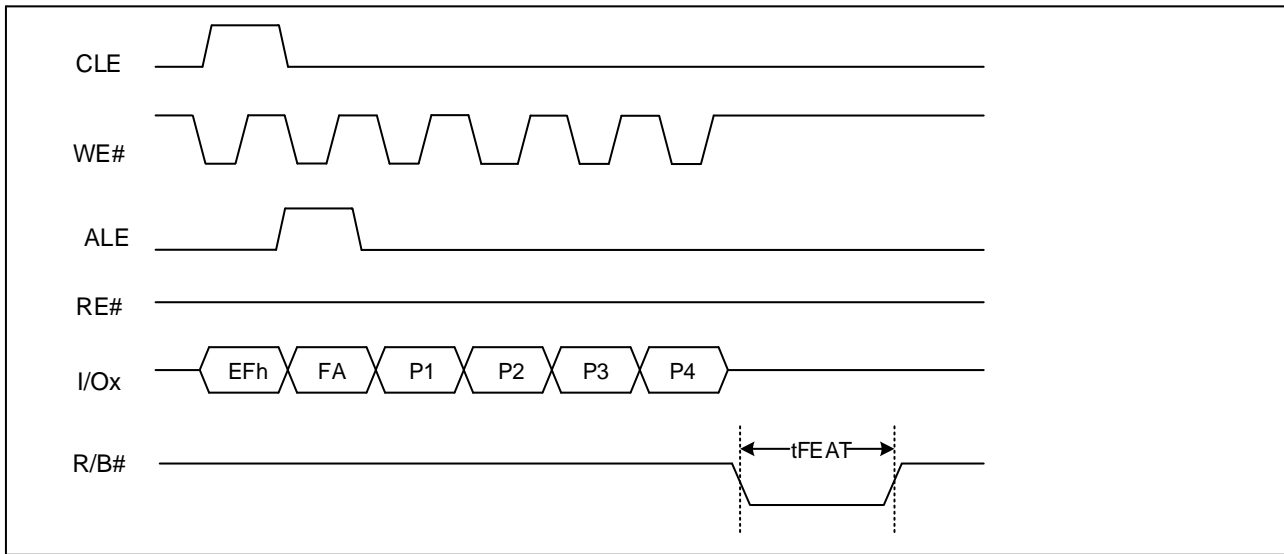 CLE
WE#
ALE
RE#
I/Ox EFh FA P1 P2 P3 P4
R/B# tFEAT